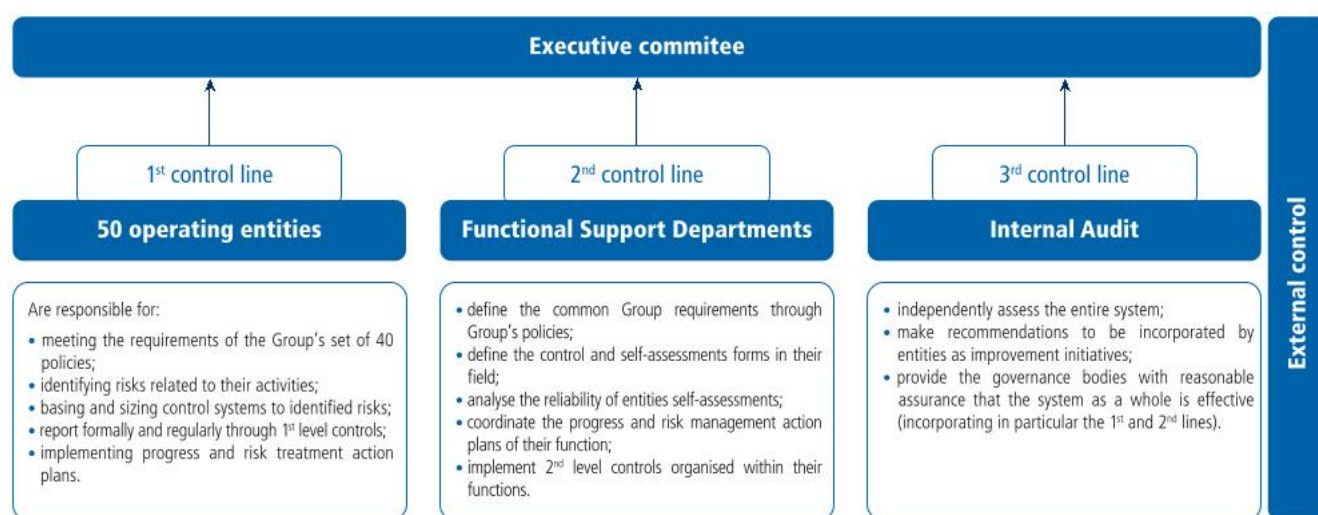 Executive commitee
1st control line
50 operating entities
Are responsible for:
• meeting the requirements of the Group's set of 40
policies;
• identifying risks related to their activities;
• basing and sizing control systems to identified risks;
• report formally and regularly through 1st level controls;
• implementing progress and risk treatment action
plans.
2nd control line
Functional Support Departments
• define the common Group requirements through
Group's policies;
• define the control and self-assessments forms in their
field;
• analyse the reliability of entities self-assessments;
• coordinate the progress and risk management action
plans of their function;
• implement 2nd level controls organised within their
functions.
3rd control line
Internal Audit
• independently assess the entire system;
• make recommendations to be incorporated by
entities as improvement initiatives;
• provide the governance bodies with reasonable
assurance that the system as a whole is effective
(incorporating in particular the 1st and 2nd lines).
External control